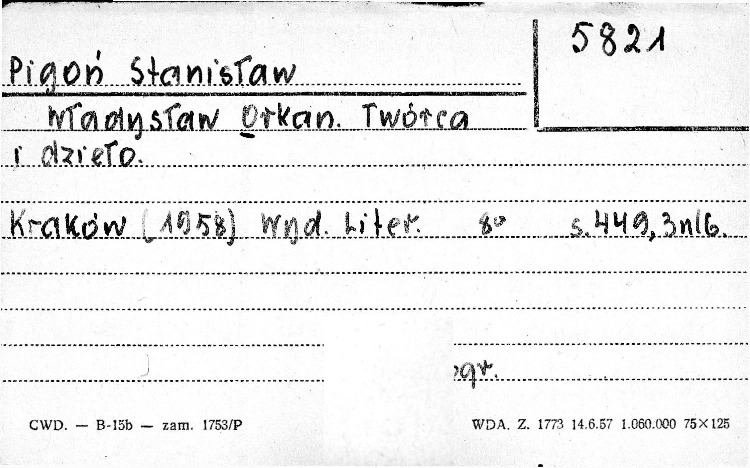 5821
Pigoń Stanisław
Władysław Orkan. Twórca
i dzieło.
Kraków (1958) Wyd. Liter. 8° s. 449, 3nlb.
ogr.
CWD. — B-15b — zam. 1753/P
WDA. Z. 1773 14.6.57 1.060.000 75×125